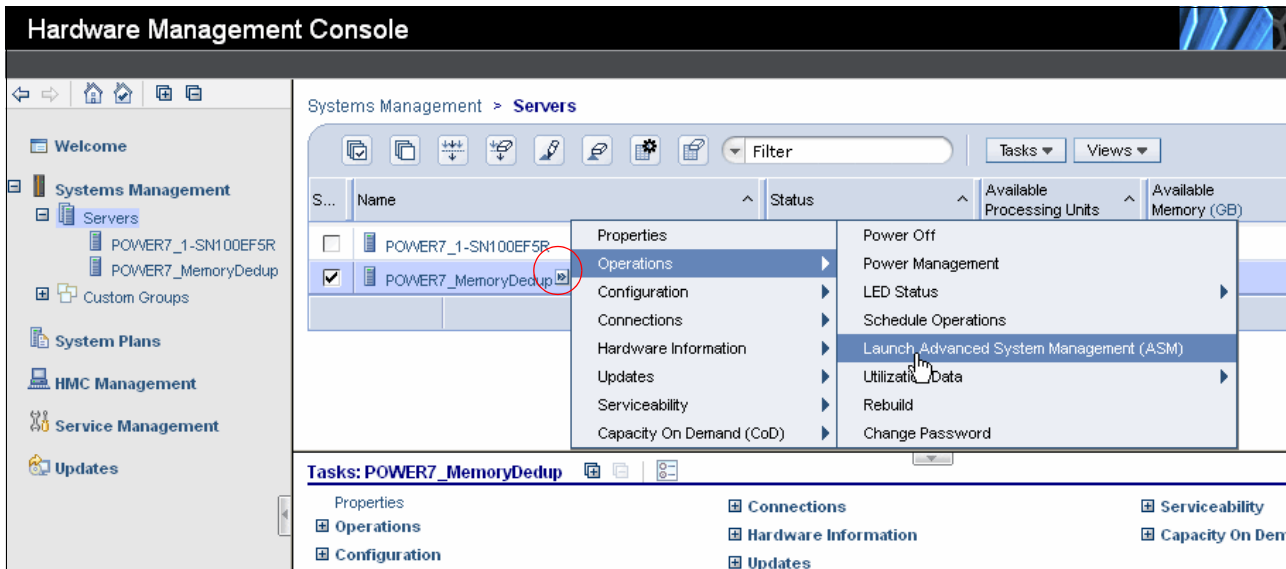 Hardware Management Console
Systems Management > Servers
Welcome
Filter
Tasks
Views
Systems Management
S... Name Status Available Processing Units Available Memory (GB)
Servers
POWER7_1-SN100EF5R
POWER7_MemoryDedup
Custom Groups
System Plans
HMC Management
Service Management
Updates
POWER7_1-SN100EF5R
POWER7_MemoryDedup
Properties
Operations
Configuration
Connections
Hardware Information
Updates
Serviceability
Capacity On Demand (CoD)
Power Off
Power Management
LED Status
Schedule Operations
Launch Advanced System Management (ASM)
Utilization Data
Rebuild
Change Password
Tasks: POWER7_MemoryDedup
Properties
Operations
Configuration
Connections
Hardware Information
Updates
Serviceability
Capacity On Dem